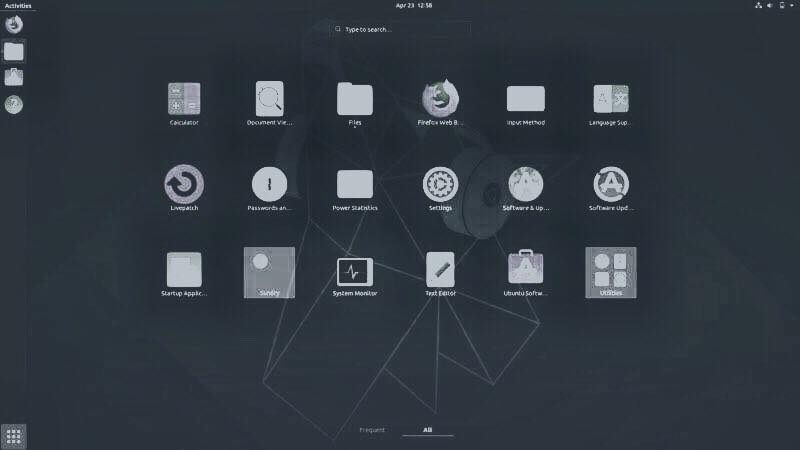 Activities
Apr 23 12:58
Type to search...
Calculator
Document Vie...
Files
Firefox Web B...
Input Method
Language Sup...
Livepatch
Passwords an...
Power Statistics
Settings
Software & Up...
Software Upd...
Startup Applic...
Sundry
System Monitor
Text Editor
Ubuntu Softw...
Utilities
Frequent
All